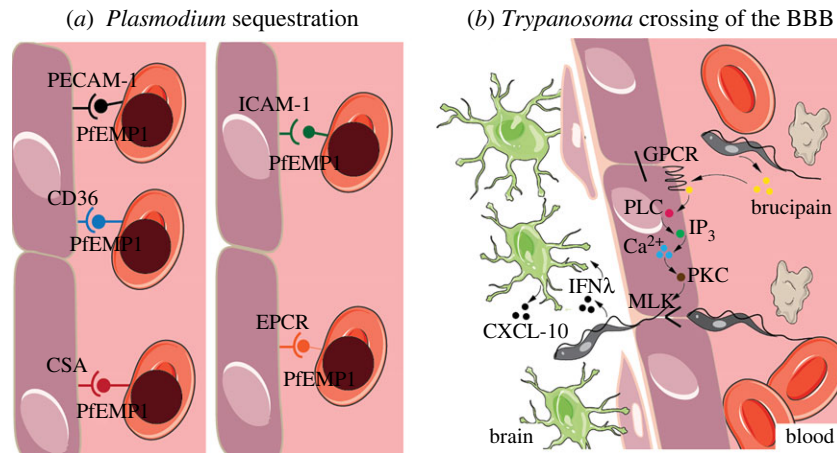 (a) Plasmodium sequestration
PECAM-1
PfEMP1
CD36
PfEMP1
CSA
PfEMP1
ICAM-1
PfEMP1
EPCR
PfEMP1
(b) Trypanosoma crossing of the BBB
GPCR
brucipain
PLC
IP₃
Ca²⁺
PKC
IFNλ
MLK
CXCL-10
brain
blood